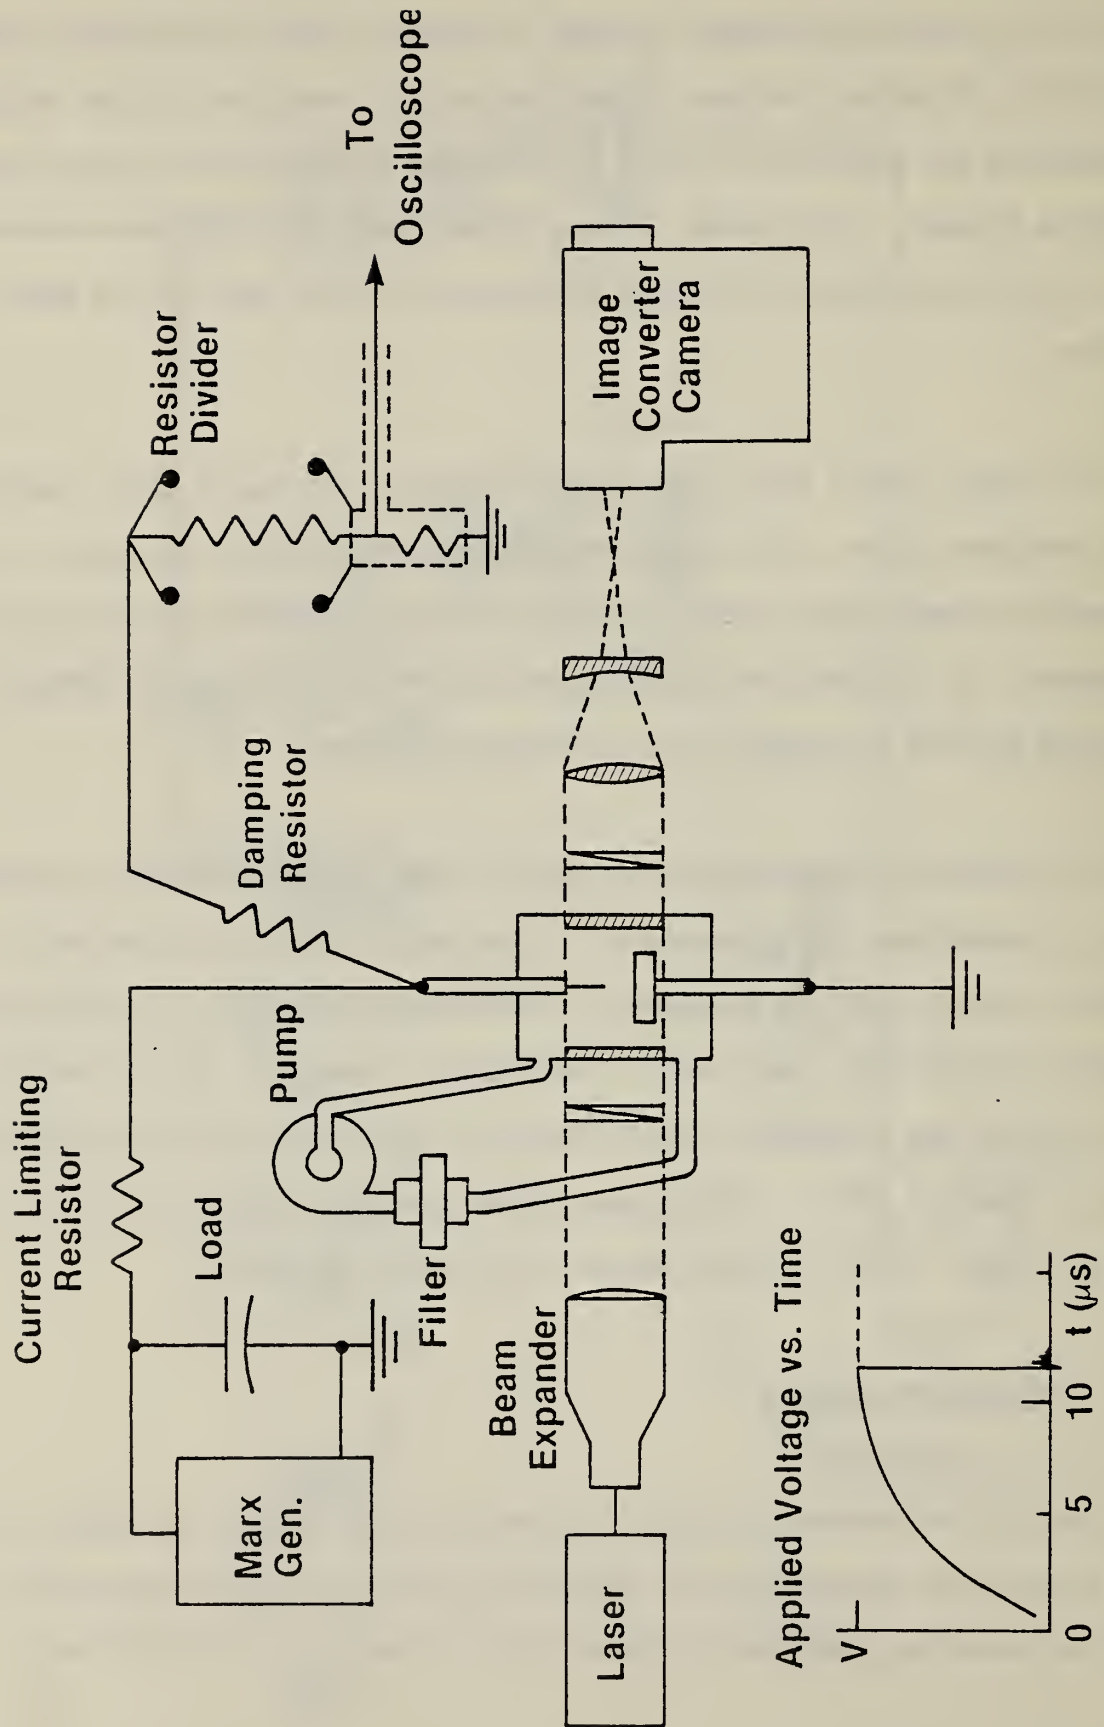 Current Limiting
Resistor
Load
Marx
Gen.
Pump
Filter
Damping
Resistor
Resistor
Divider
To
Oscilloscope
Beam
Expander
Laser
Image
Converter
Camera
Applied Voltage vs. Time
V
0
5
10
t (μs)